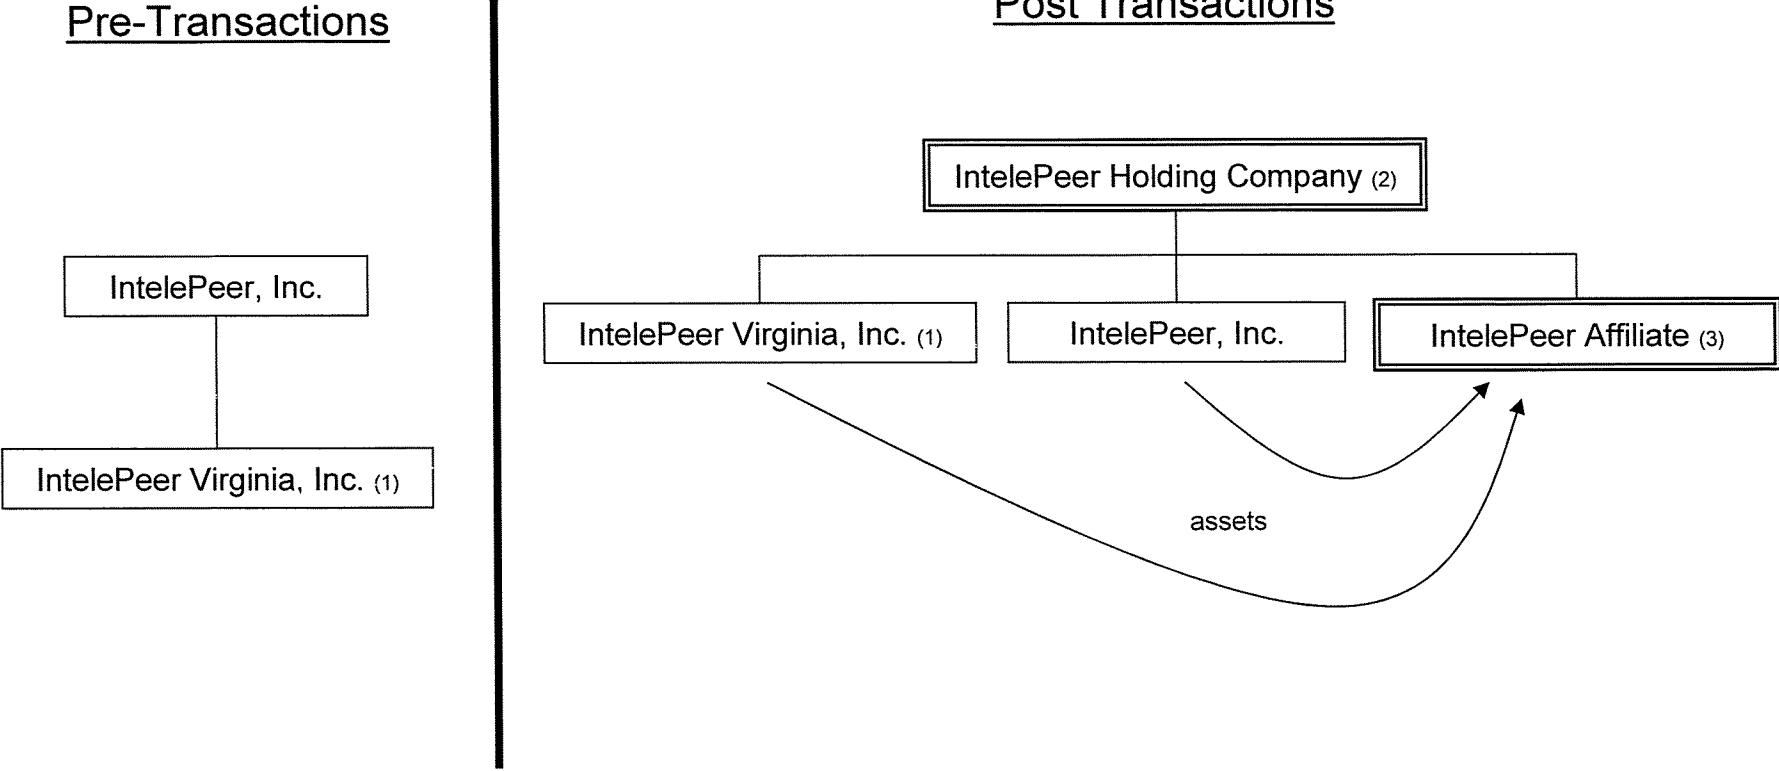 Pre-Transactions
IntelePeer, Inc.
IntelePeer Virginia, Inc. (1)
Post Transactions
IntelePeer Holding Company (2)
IntelePeer Virginia, Inc. (1)
IntelePeer, Inc.
IntelePeer Affiliate (3)
assets